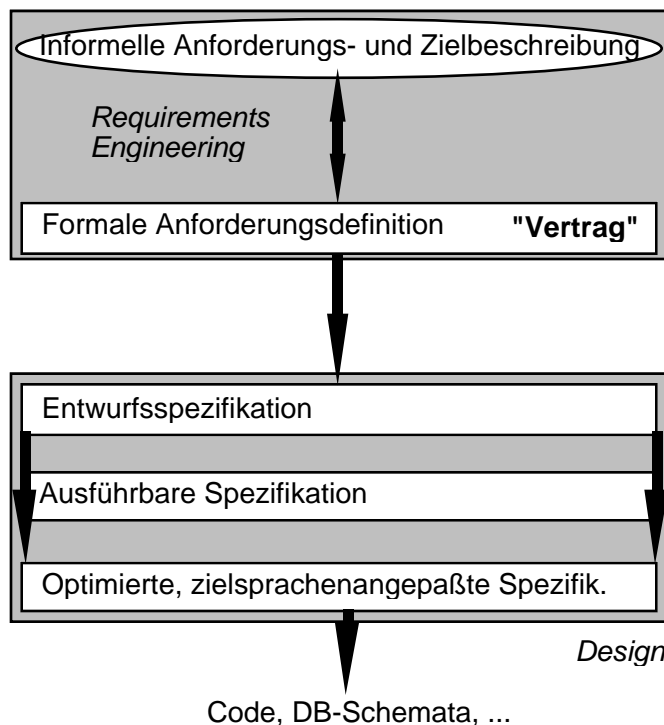 Informelle Anforderungs- und Zielbeschreibung
Requirements
Engineering
Formale Anforderungsdefinition "Vertrag"
Entwurfsspezifikation
Ausführbare Spezifikation
Optimierte, zielsprachenangepaßte Spezifik.
Design
Code, DB-Schemata, ...